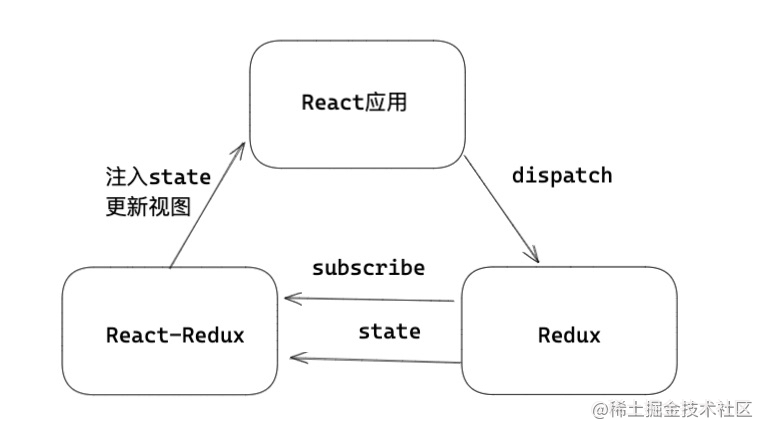 React应用
注入state
更新视图
dispatch
subscribe
React-Redux
state
Redux
@稀土掘金技术社区